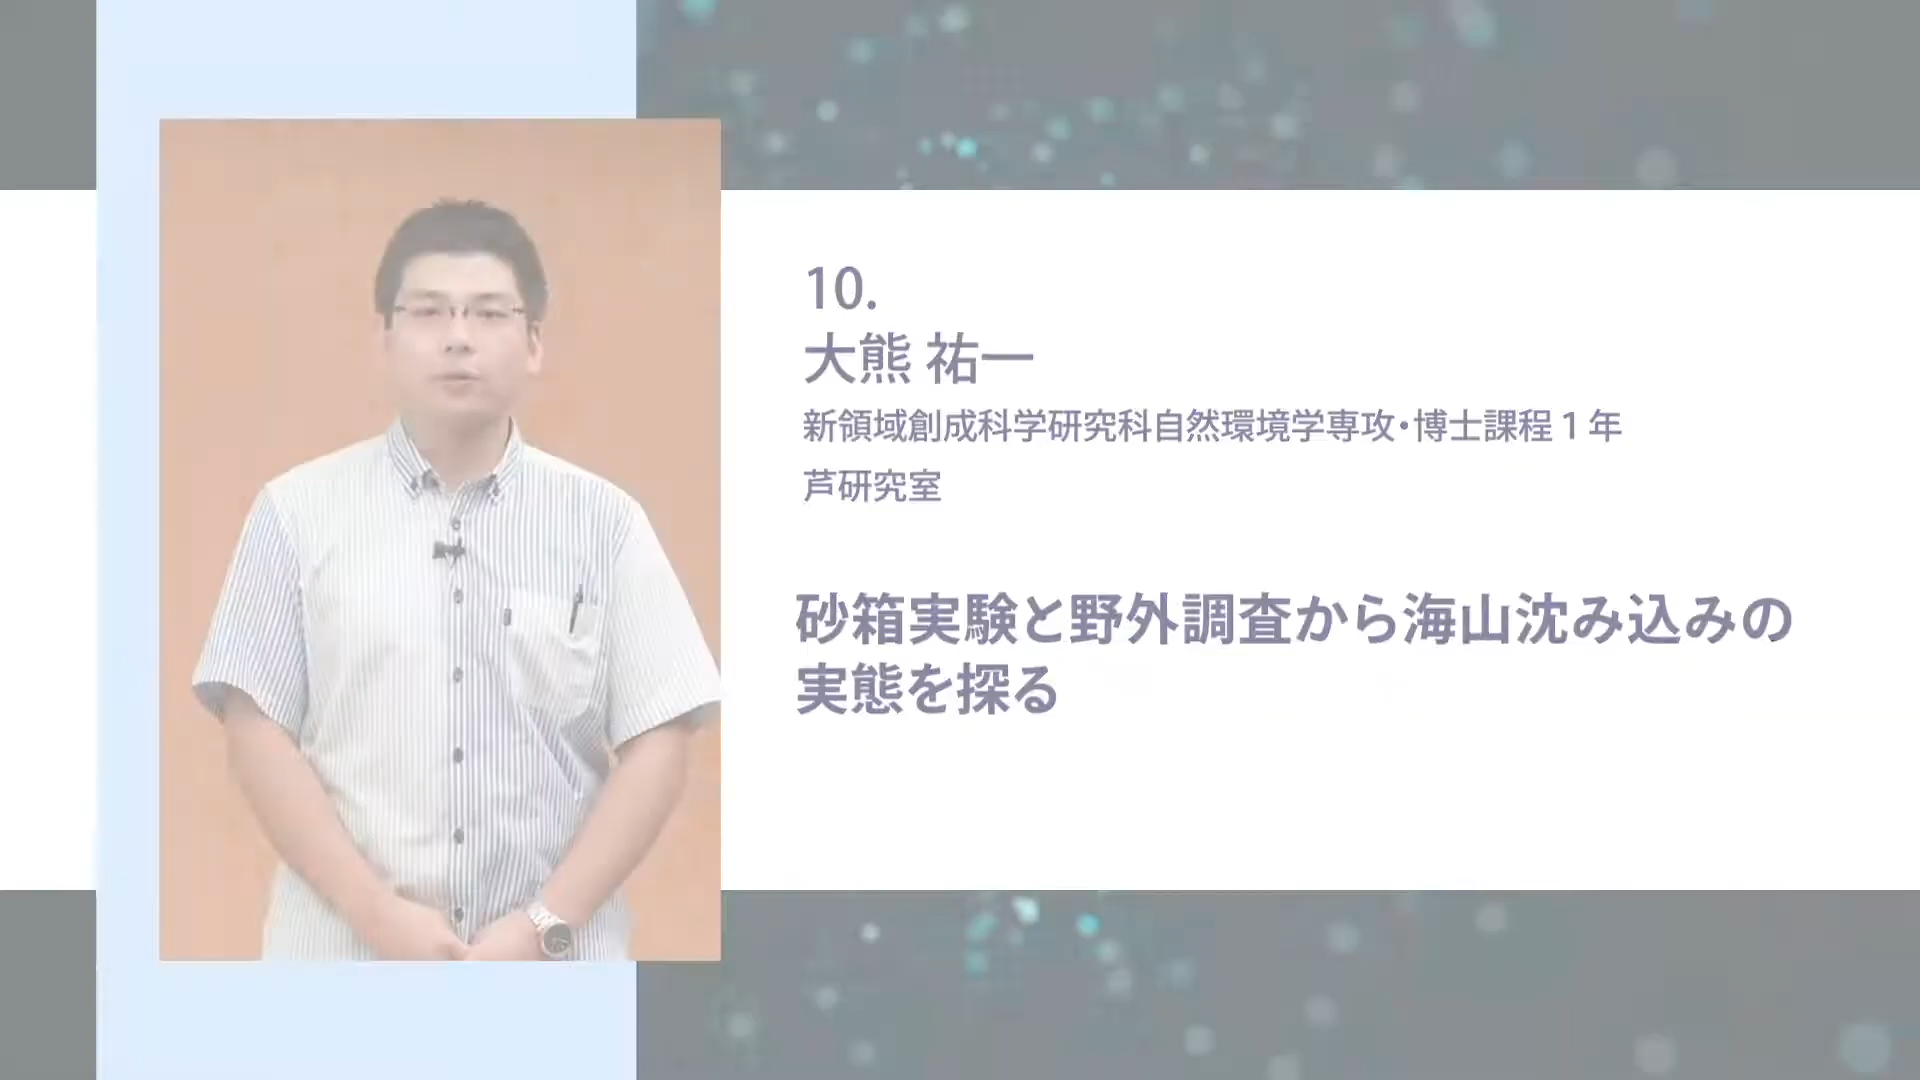 10.
大熊 祐一
新領域創成科学研究科自然環境学専攻・博士課程1年
芦研究室
砂箱実験と野外調査から海山沈み込みの
実態を探る